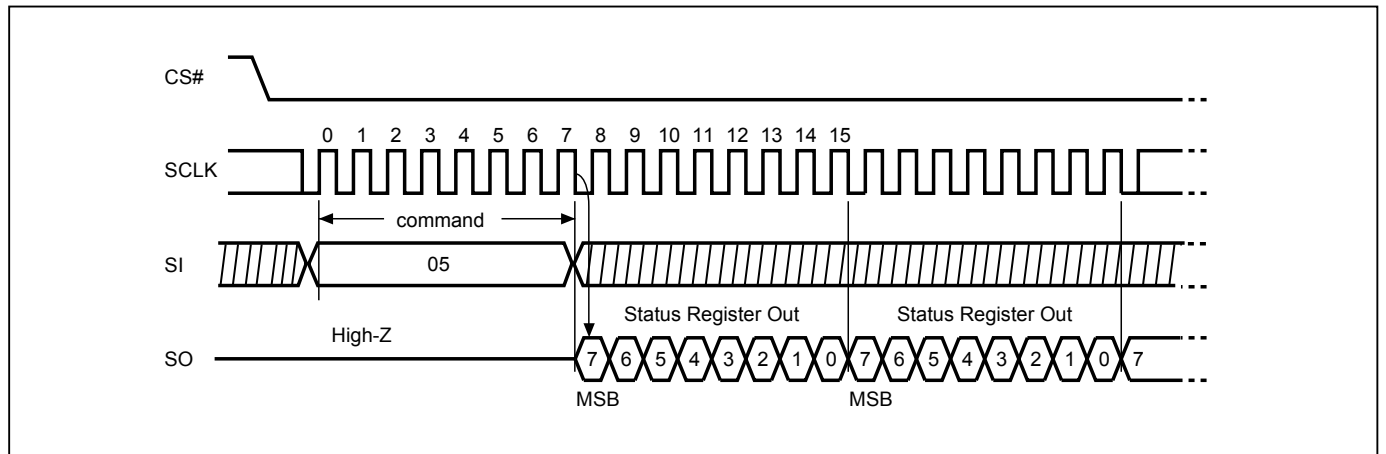 CS#
0 1 2 3 4 5 6 7 8 9 10 11 12 13 14 15
SCLK
command
SI
05
Status Register Out Status Register Out
High-Z
SO
7 6 5 4 3 2 1 0 7 6 5 4 3 2 1 0 7
MSB MSB